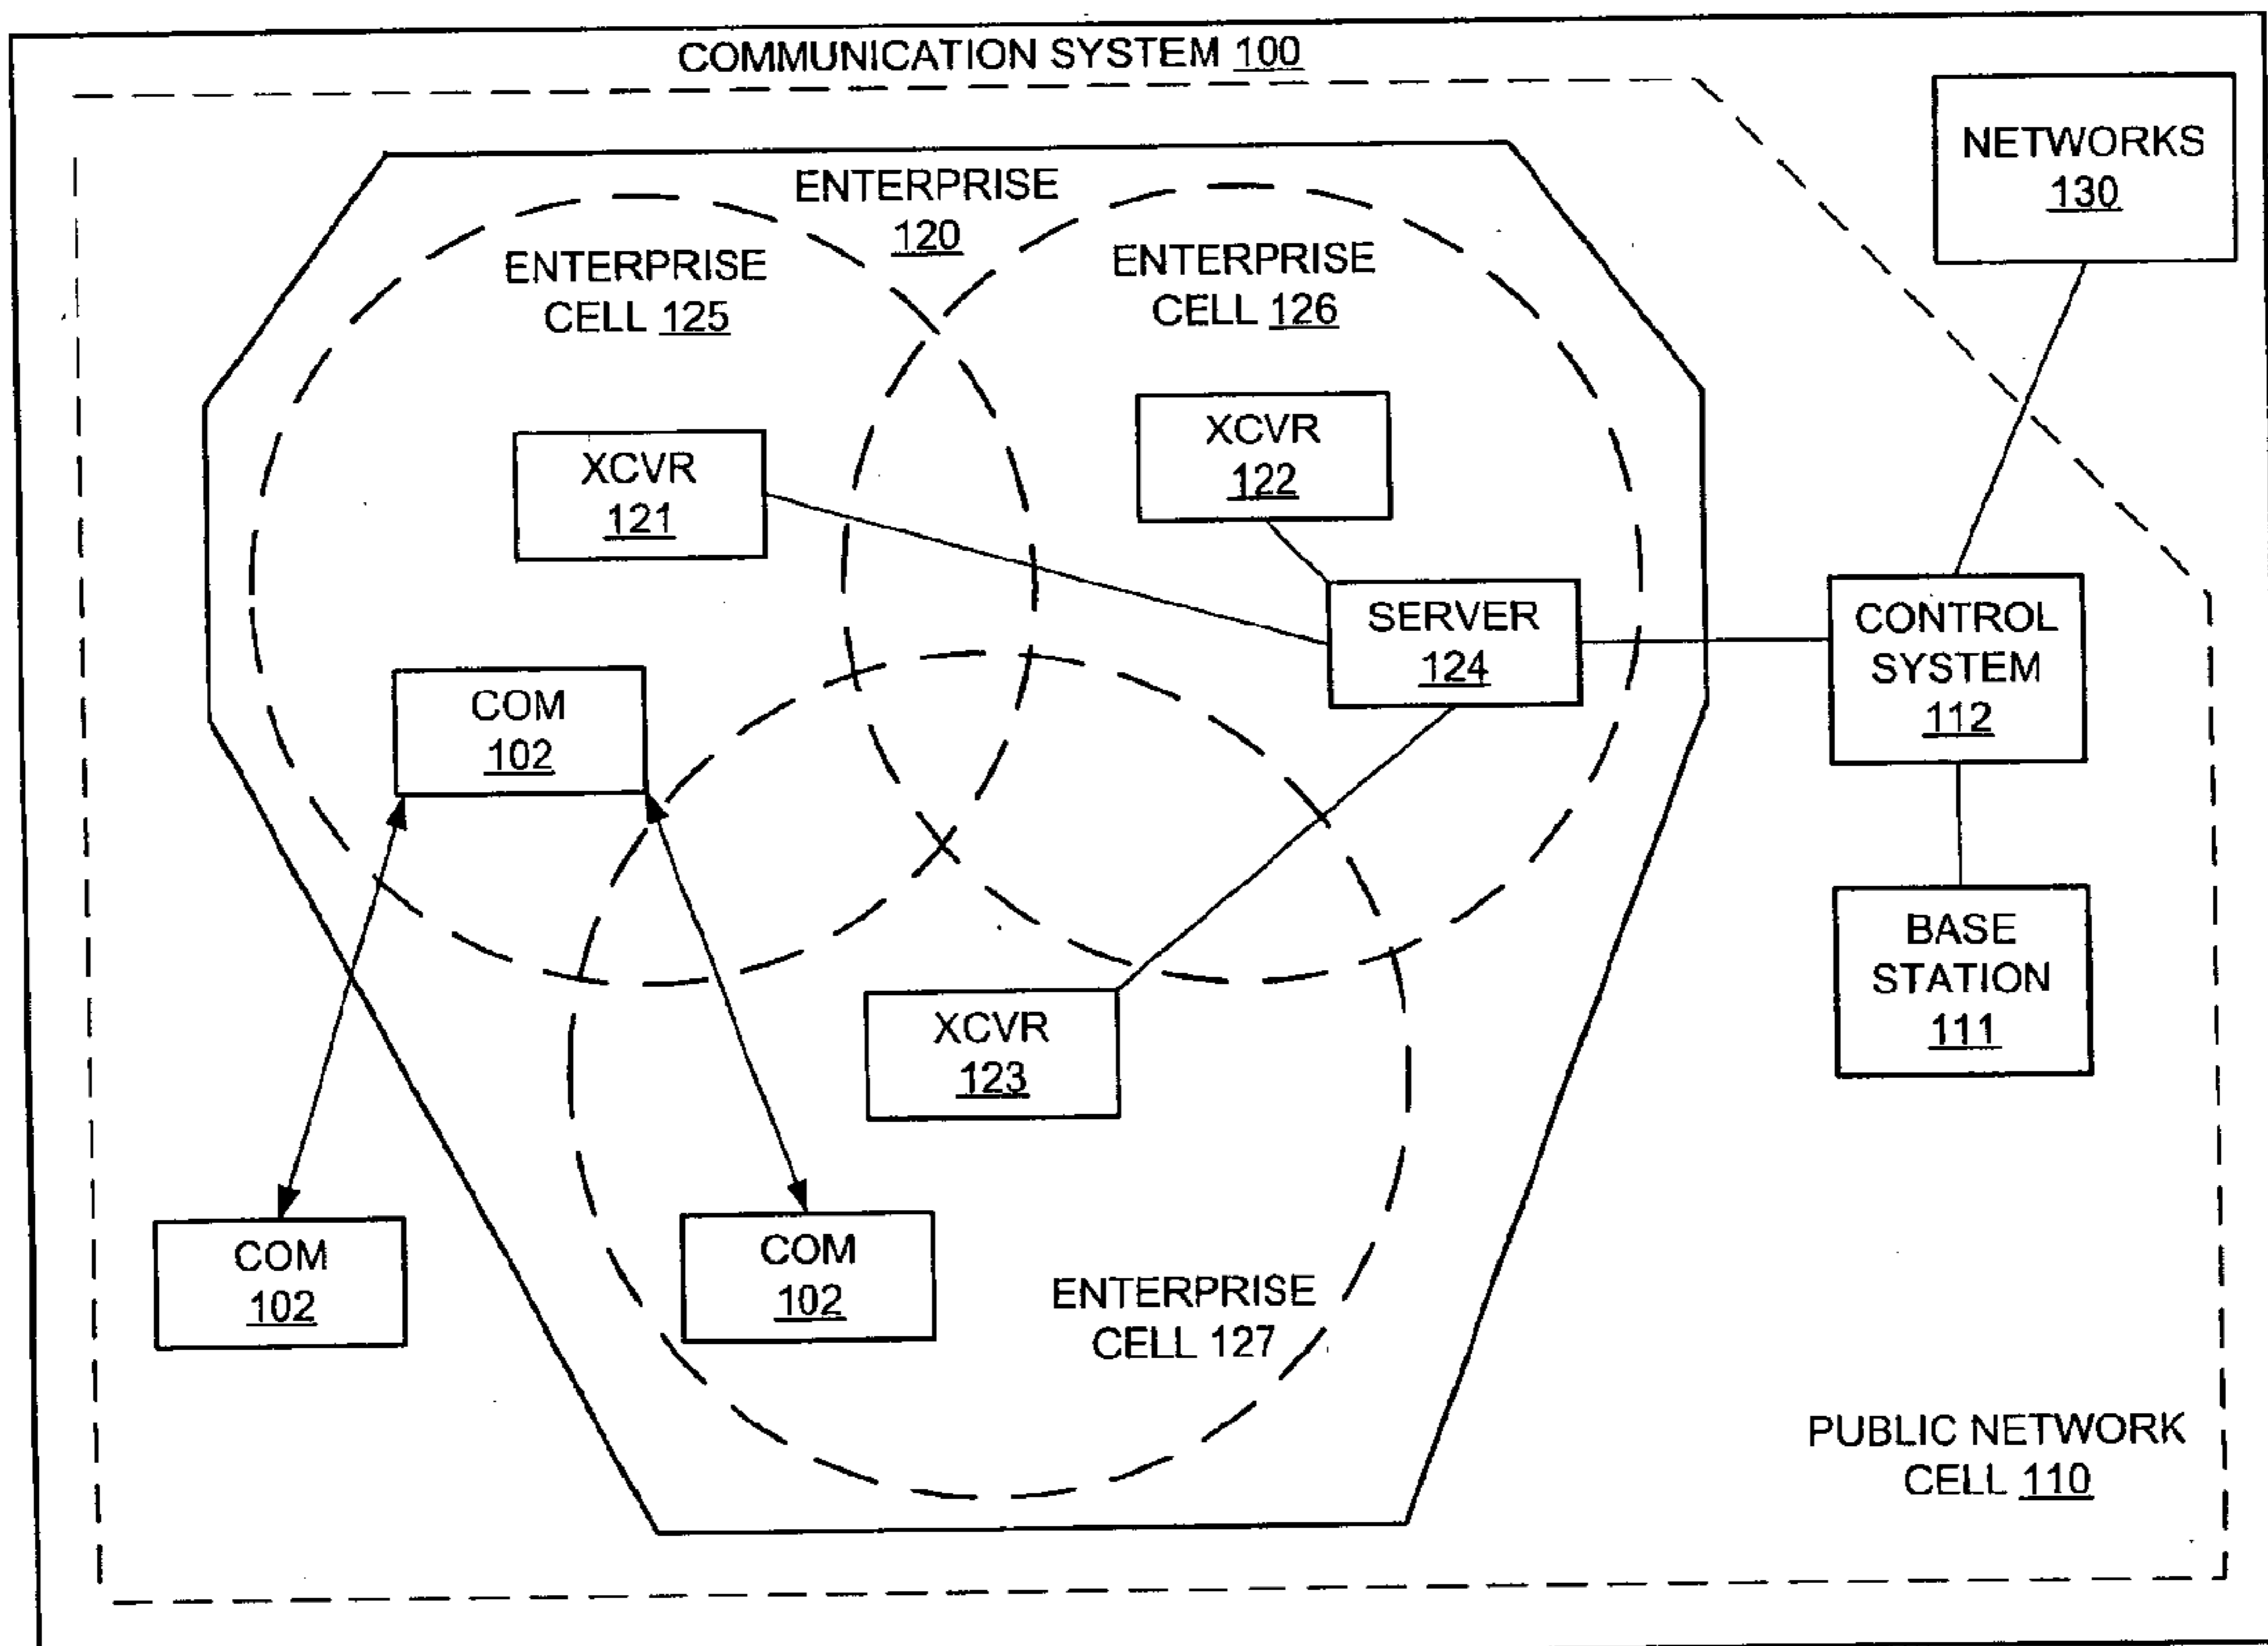 COMMUNICATION SYSTEM 100
NETWORKS
130
ENTERPRISE
120
ENTERPRISE
CELL 125
ENTERPRISE
CELL 126
XCVR
121
XCVR
122
SERVER
124
CONTROL
SYSTEM
112
COM
102
BASE
STATION
111
XCVR
123
COM
102
COM
102
ENTERPRISE
CELL 127
PUBLIC NETWORK
CELL 110